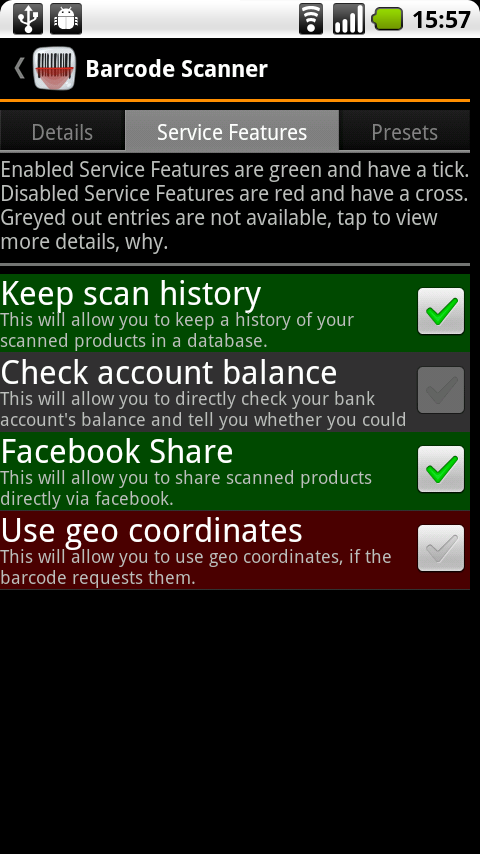 15:57
Barcode Scanner
Details Service Features Presets
Enabled Service Features are green and have a tick.
Disabled Service Features are red and have a cross.
Greyed out entries are not available, tap to view
more details, why.
Keep scan history
This will allow you to keep a history of your
scanned products in a database.
Check account balance
This will allow you to directly check your bank
account's balance and tell you whether you could
Facebook Share
This will allow you to share scanned products
directly via facebook.
Use geo coordinates
This will allow you to use geo coordinates, if the
barcode requests them.